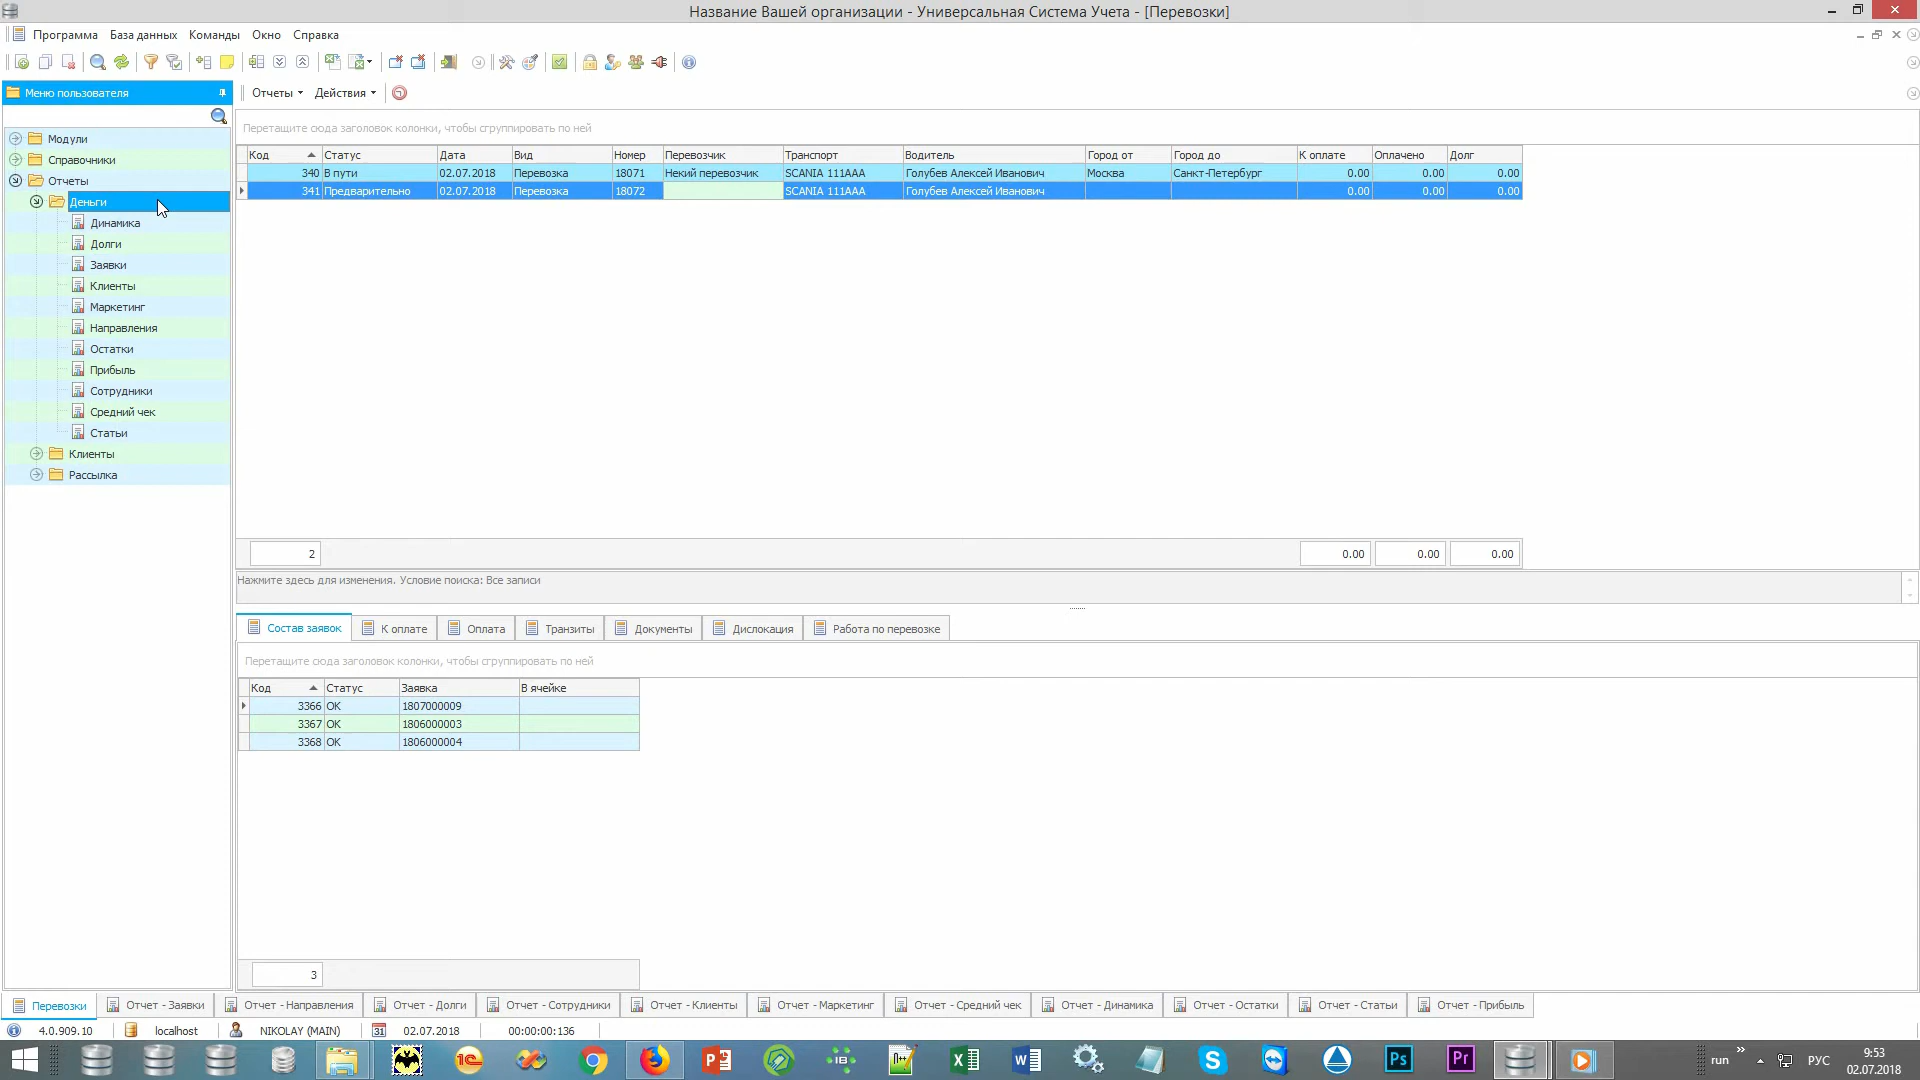 Название Вашей организации - Универсальная Система Учета - [Перевозки]
Программа База данных Команды Окно Справка
Меню пользователя
Отчеты Действия
Перетащите сюда заголовок колонки, чтобы сгруппировать по ней
Модули
Справочники
Отчеты
Деньги
Динамика
Долги
Заявки
Клиенты
Маркетинг
Направления
Остатки
Прибыль
Сотрудники
Средний чек
Статьи
Клиенты
Рассылка
Код Статус Дата Вид Номер Перевозчик Транспорт Водитель Город от Город до К оплате Оплачено Долг
340 В пути 02.07.2018 Перевозка 18071 Некий перевозчик SCANIA 111AAA Голубев Алексей Иванович Москва Санкт-Петербург 0.00 0.00 0.00
341 Предварительно 02.07.2018 Перевозка 18072 SCANIA 111AAA Голубев Алексей Иванович 0.00 0.00 0.00
2 0.00 0.00 0.00
Нажмите здесь для изменения. Условие поиска: Все записи
Состав заявок К оплате Оплата Транзиты Документы Дислокация Работа по перевозке
Перетащите сюда заголовок колонки, чтобы сгруппировать по ней
Код Статус Заявка В ячейке
3366 ОК 1807000009
3367 ОК 1806000003
3368 ОК 1806000004
3
Перевозки Отчет - Заявки Отчет - Направления Отчет - Долги Отчет - Сотрудники Отчет - Клиенты Отчет - Маркетинг Отчет - Средний чек Отчет - Динамика Отчет - Остатки Отчет - Статьи Отчет - Прибыль
4.0.909.10 localhost NIKOLAY (MAIN) 31 02.07.2018 00:00:00:136
run » РУС 9:53
02.07.2018